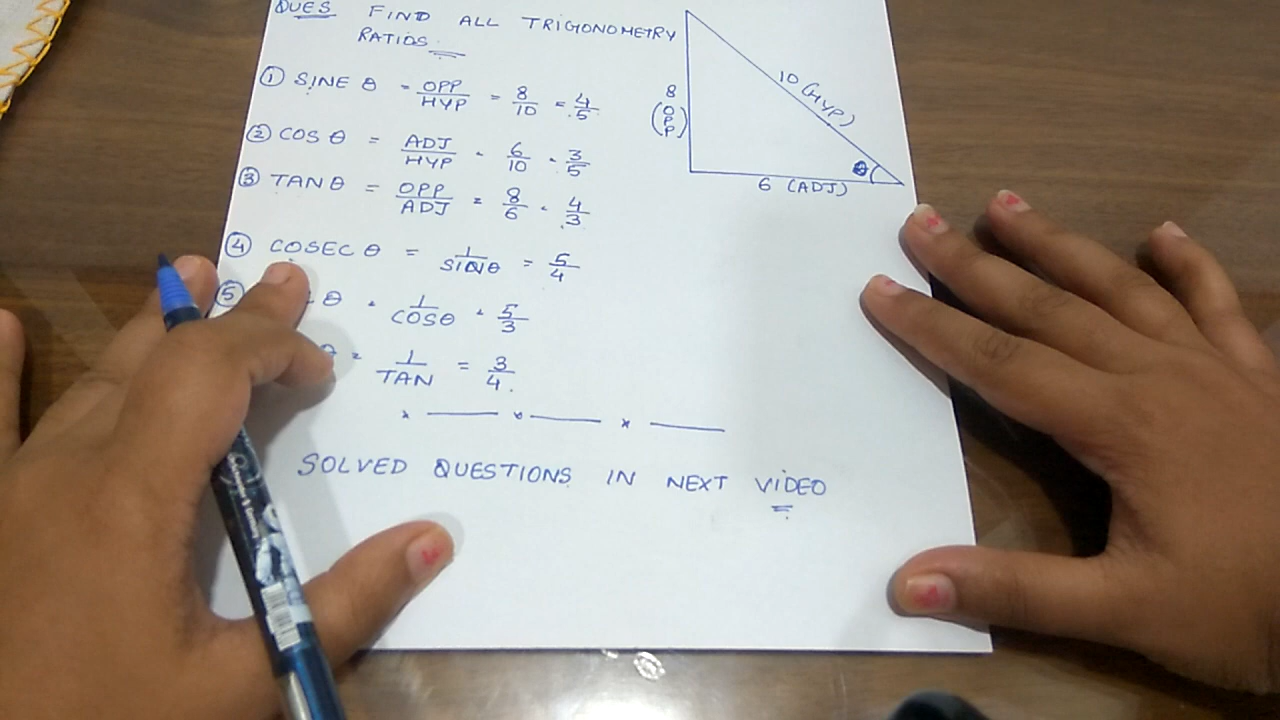 QUES FIND ALL TRIGONOMETRY
RATIOS
① SINE θ = OPP/HYP = 8/10 = 4/5
② COS θ = ADJ/HYP = 6/10 = 3/5
③ TAN θ = OPP/ADJ = 8/6 = 4/3
④ COSEC θ = 1/SINθ = 5/4
⑤ θ = 1/COSθ = 5/3
θ = 1/TAN = 3/4.
SOLVED QUESTIONS IN NEXT VIDEO
8
(OPP)
10 (HYP)
θ
6 (ADJ)